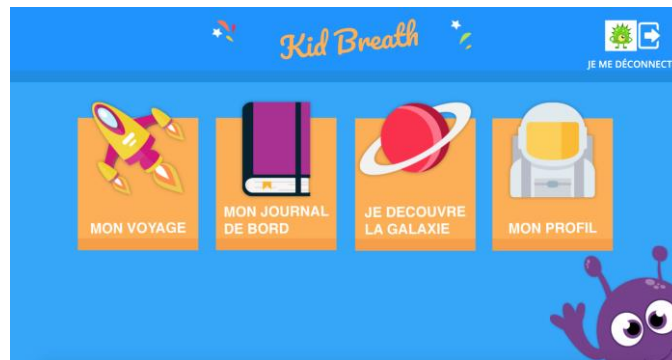 Kid Breath
JE ME DÉCONNECT
MON VOYAGE
MON JOURNAL
DE BORD
JE DECOUVRE
LA GALAXIE
MON PROFIL